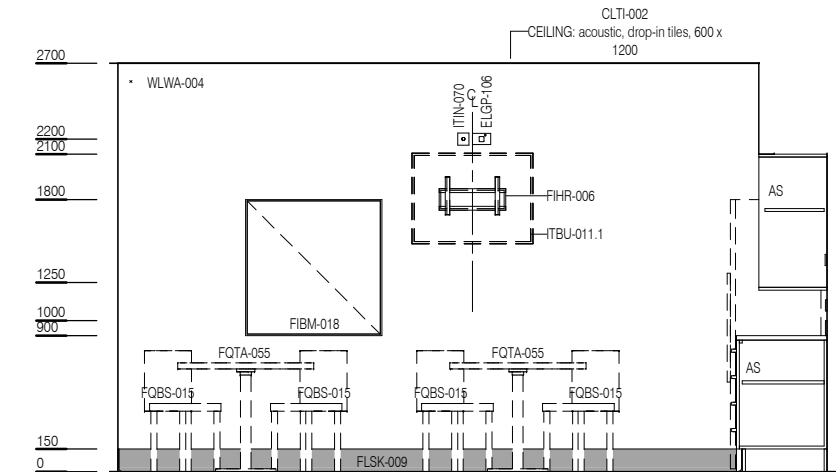 CLTI-002
CEILING: acoustic, drop-in tiles, 600 x
1200
2700
WLWA-004
ITIN-070
CL
ELGP-106
2200
2100
1800
AS
FIHR-006
ITBU-011.1
1250
1000
900
FIBM-018
FQTA-055
FQTA-055
AS
FQBS-015
FQBS-015
FQBS-015
FQBS-015
150
0
FLSK-009